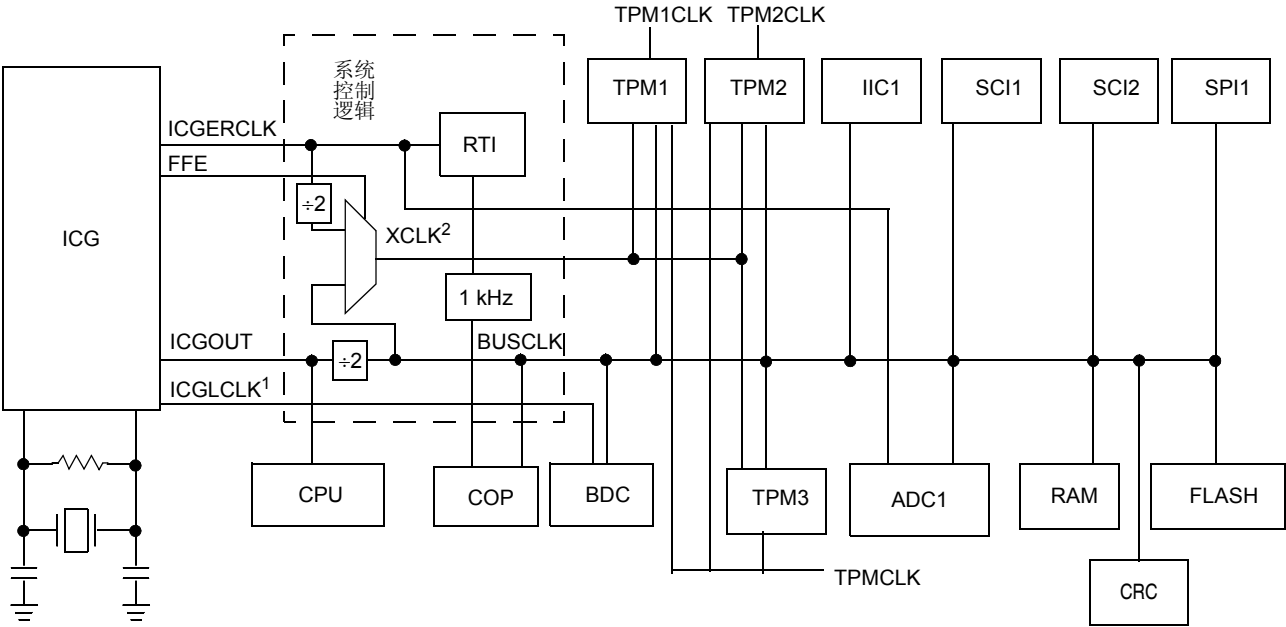 TPM1CLK TPM2CLK
系统
控制
逻辑
TPM1
TPM2
IIC1
SCI1
SCI2
SPI1
ICGERCLK
RTI
FFE
÷2
XCLK2
ICG
1 kHz
ICGOUT
÷2
BUSCLK
ICGLCLK1
CPU
COP
BDC
TPM3
ADC1
RAM
FLASH
TPMCLK
CRC